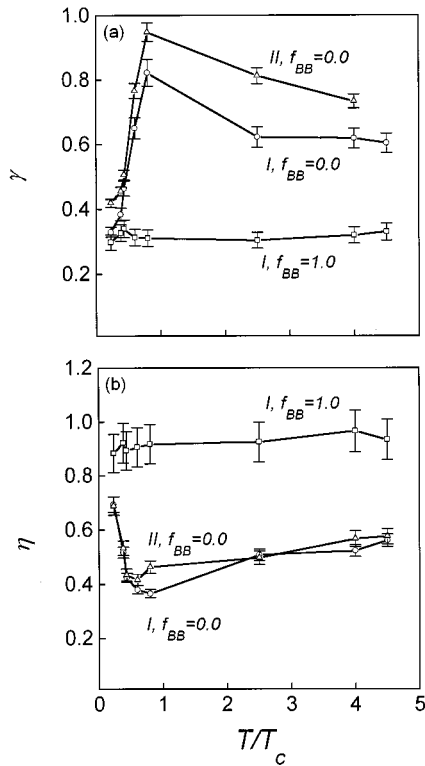 (a)
1.0
0.8
0.6
0.4
0.2
γ
II, f_BB=0.0
I, f_BB=0.0
I, f_BB=1.0
(b)
1.2
1.0
0.8
0.6
0.4
0.2
η
I, f_BB=1.0
II, f_BB=0.0
I, f_BB=0.0
0 1 2 3 4 5
T/T_c